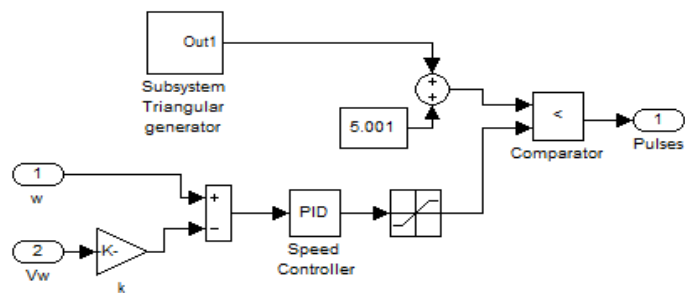 Out1
Subsystem
Triangular
generator
+
+
5.001
<
Comparator
1
Pulses
1
w
+
−
PID
Speed
Controller
2
Vw
-K-
k